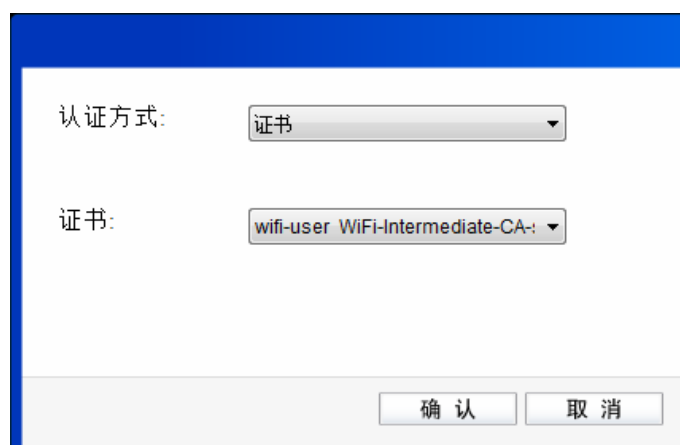 认证方式: 证书
证书: wifi-user WiFi-Intermediate-CA-
确 认 取 消